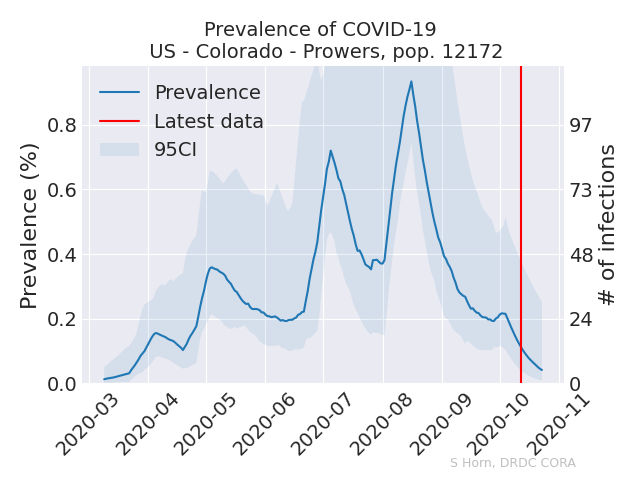 Prevalence of COVID-19
US - Colorado - Prowers, pop. 12172
Prevalence
Latest data
95CI
Prevalence (%)
0.8
0.6
0.4
0.2
0.0
97
73
48
24
0
# of infections
2020-03
2020-04
2020-05
2020-06
2020-07
2020-08
2020-09
2020-10
2020-11
S Horn, DRDC CORA